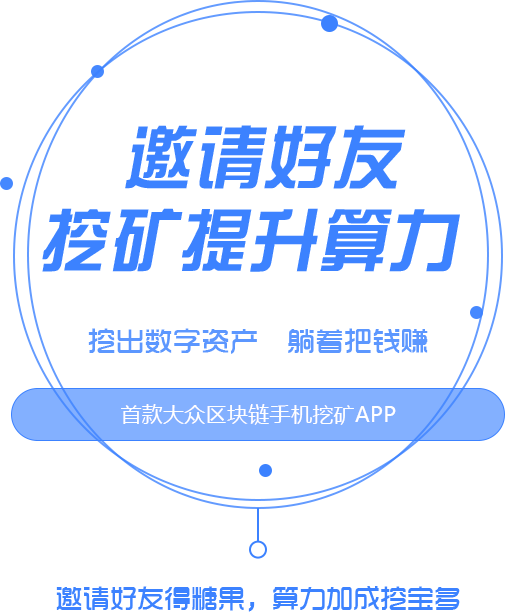 邀请好友
挖矿提升算力
挖出数字资产 躺着把钱赚
首款大众区块链手机挖矿APP
邀请好友得糖果，算力加成挖宝多